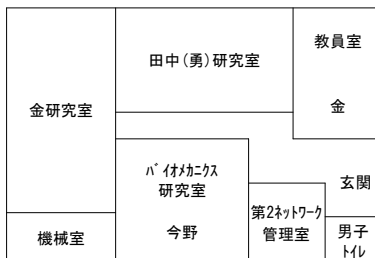 金研究室
田中(勇)研究室
教員室
金
ﾊﾞｲｵﾒｶﾆｸｽ
研究室
今野
第2ﾈｯﾄﾜｰｸ
管理室
玄関
機械室
男子
ﾄｲﾚ